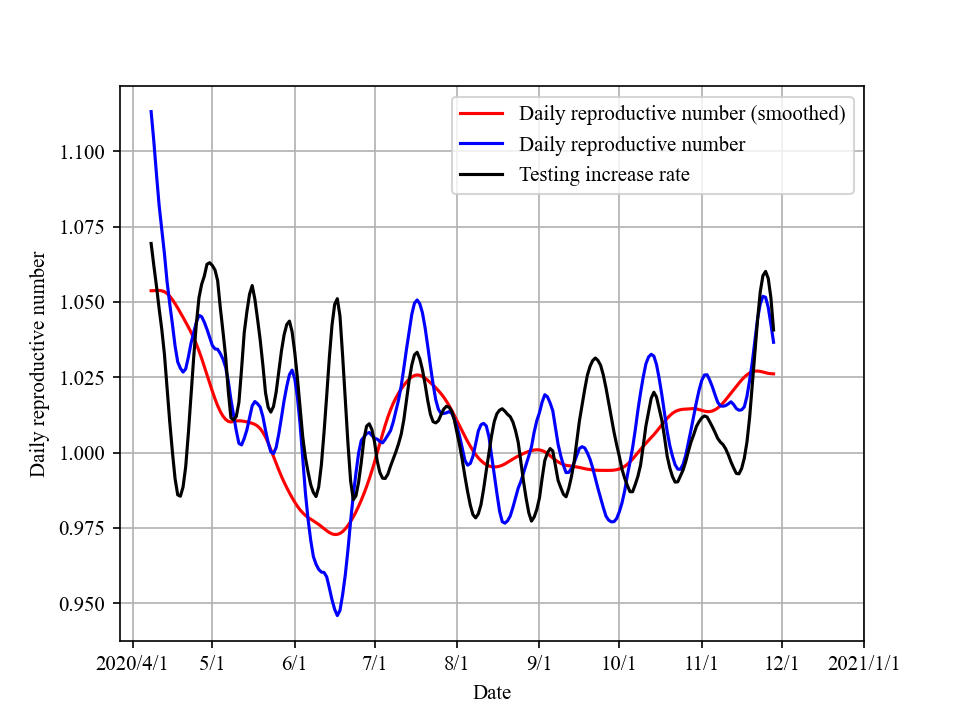 Daily reproductive number (smoothed)
Daily reproductive number
Testing increase rate
1.100
1.075
1.050
1.025
1.000
0.975
0.950
Daily reproductive number
2020/4/1 5/1 6/1 7/1 8/1 9/1 10/1 11/1 12/1 2021/1/1
Date